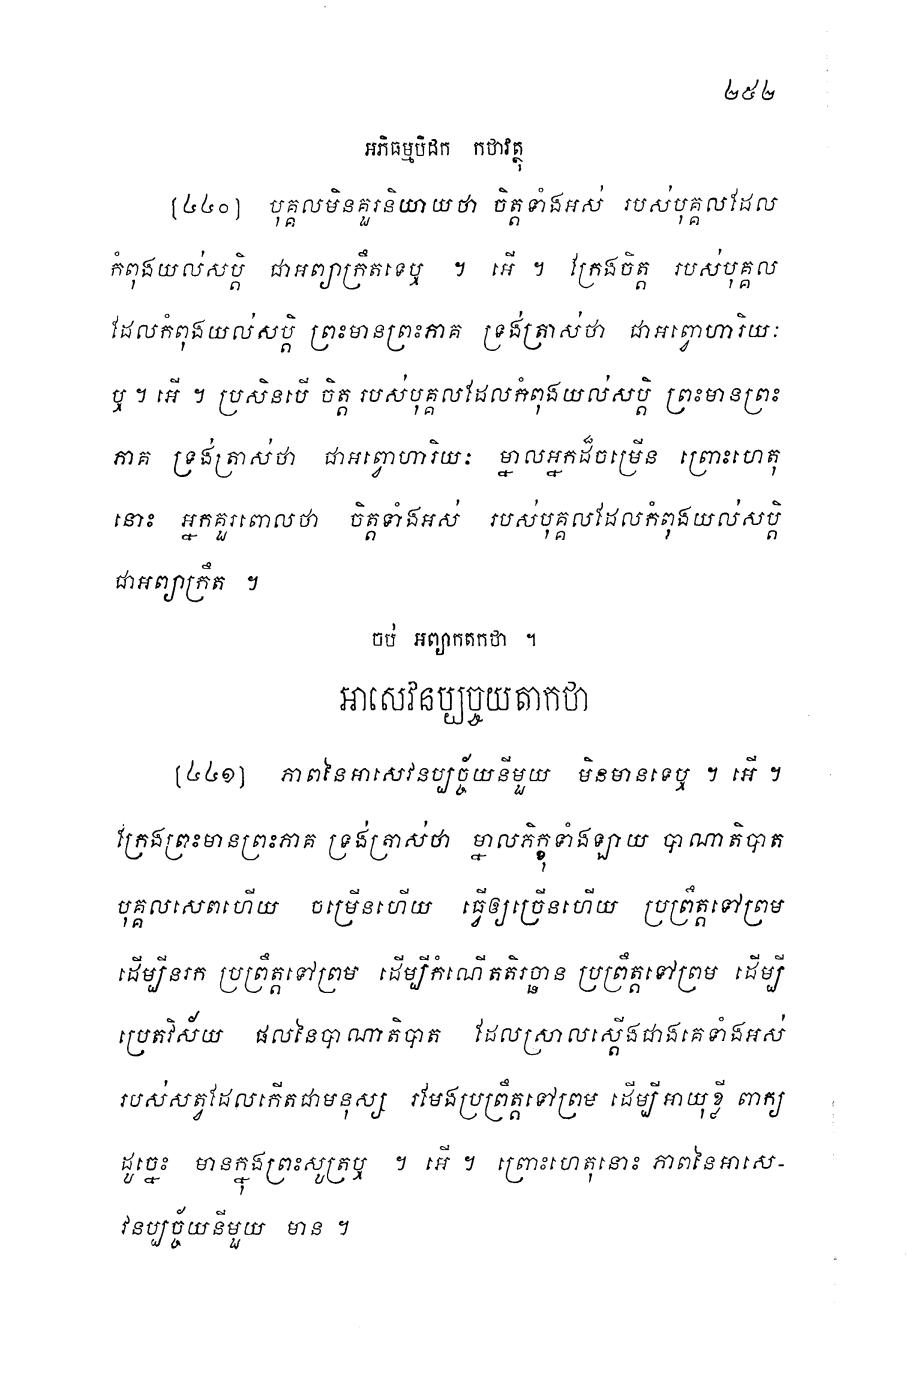 ២៥២
អភិធម្មបិដក កថាវត្ថុ
(៤៤០) បុគ្គលមិនគួរនិយាយថា ចិត្តទាំងអស់ របស់បុគ្គលដែល
កំពុងយល់សប្តិ ជាអព្យាក្រឹតទេឬ ។ អើ ។ ក្រែងចិត្ត របស់បុគ្គល
ដែលកំពុងយល់សប្តិ ព្រះមានព្រះភាគ ទ្រង់ត្រាស់ថា ជាអព្វោហារិយៈ
ឬ ។ អើ ។ ប្រសិនបើ ចិត្ត របស់បុគ្គលដែលកំពុងយល់សប្តិ ព្រះមានព្រះ
ភាគ ទ្រង់ត្រាស់ថា ជាអព្វោហារិយៈ ម្នាលអ្នកដ៏ចម្រើន ព្រោះហេតុ
នោះ អ្នកគួរពោលថា ចិត្តទាំងអស់ របស់បុគ្គលដែលកំពុងយល់សប្តិ
ជាអព្យាក្រឹត ។
ចប់ អព្យាកតកថា ។
អាសេវនប្បច្ចយតាកថា
(៤៤១) ភាពនៃអាសេវនប្បច្ច័យនីមួយ មិនមានទេឬ ។ អើ ។
ក្រែងព្រះមានព្រះភាគ ទ្រង់ត្រាស់ថា ម្នាលភិក្ខុទាំងឡាយ បាណាតិបាត
បុគ្គលសេពហើយ ចម្រើនហើយ ធ្វើឲ្យច្រើនហើយ ប្រព្រឹត្តទៅព្រម
ដើម្បីនរក ប្រព្រឹត្តទៅព្រម ដើម្បីកំណើតតិរច្ឆាន ប្រព្រឹត្តទៅព្រម ដើម្បី
ប្រេតវិស័យ ផលនៃបាណាតិបាត ដែលស្រាលស្តើងជាងគេទាំងអស់
របស់សត្វដែលកើតជាមនុស្ស រមែងប្រព្រឹត្តទៅព្រម ដើម្បីអាយុខ្លី ពាក្យ
ដូច្នេះ មានក្នុងព្រះសូត្រឬ ។ អើ ។ ព្រោះហេតុនោះ ភាពនៃអាសេ-
វនប្បច្ច័យនីមួយ មាន ។